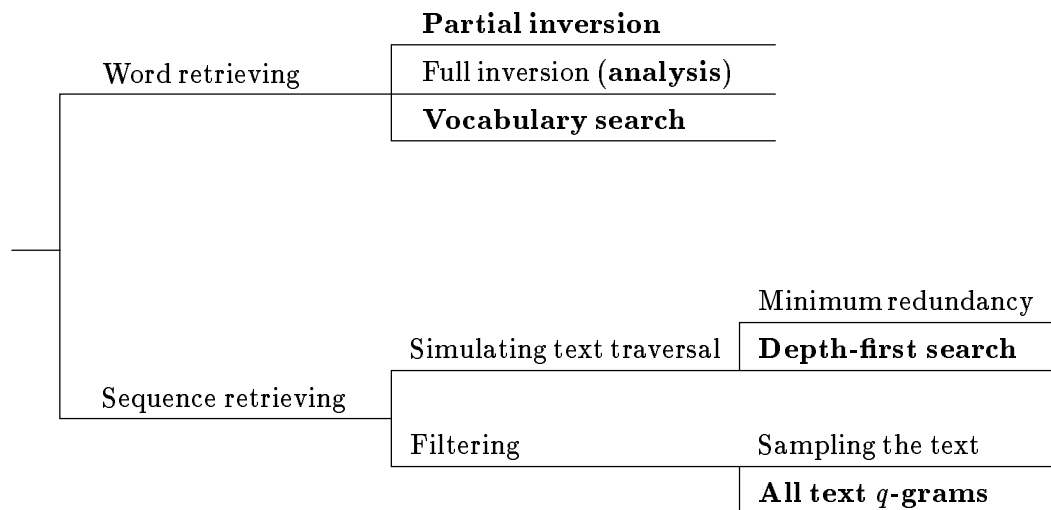 Partial inversion
Word retrieving
Full inversion (analysis)
Vocabulary search
Minimum redundancy
Simulating text traversal
Depth-first search
Sequence retrieving
Filtering
Sampling the text
All text q-grams